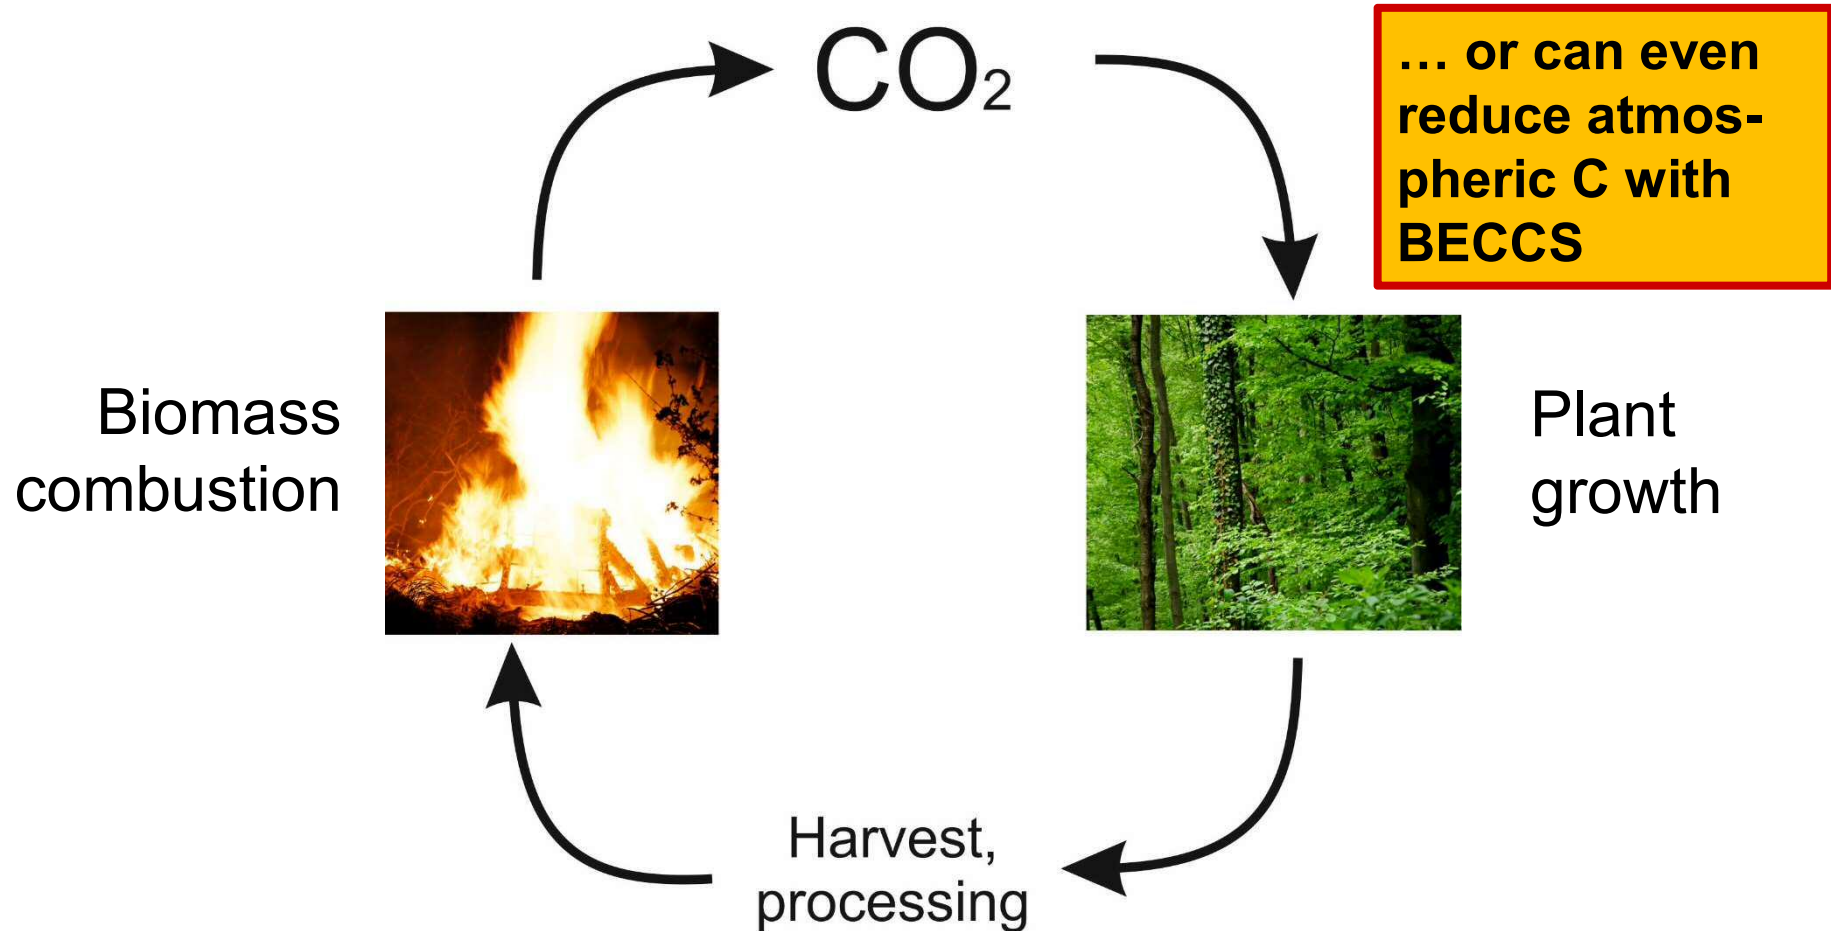 CO₂
… or can even
reduce atmos-
pheric C with
BECCS
Biomass
combustion
Plant
growth
Harvest,
processing